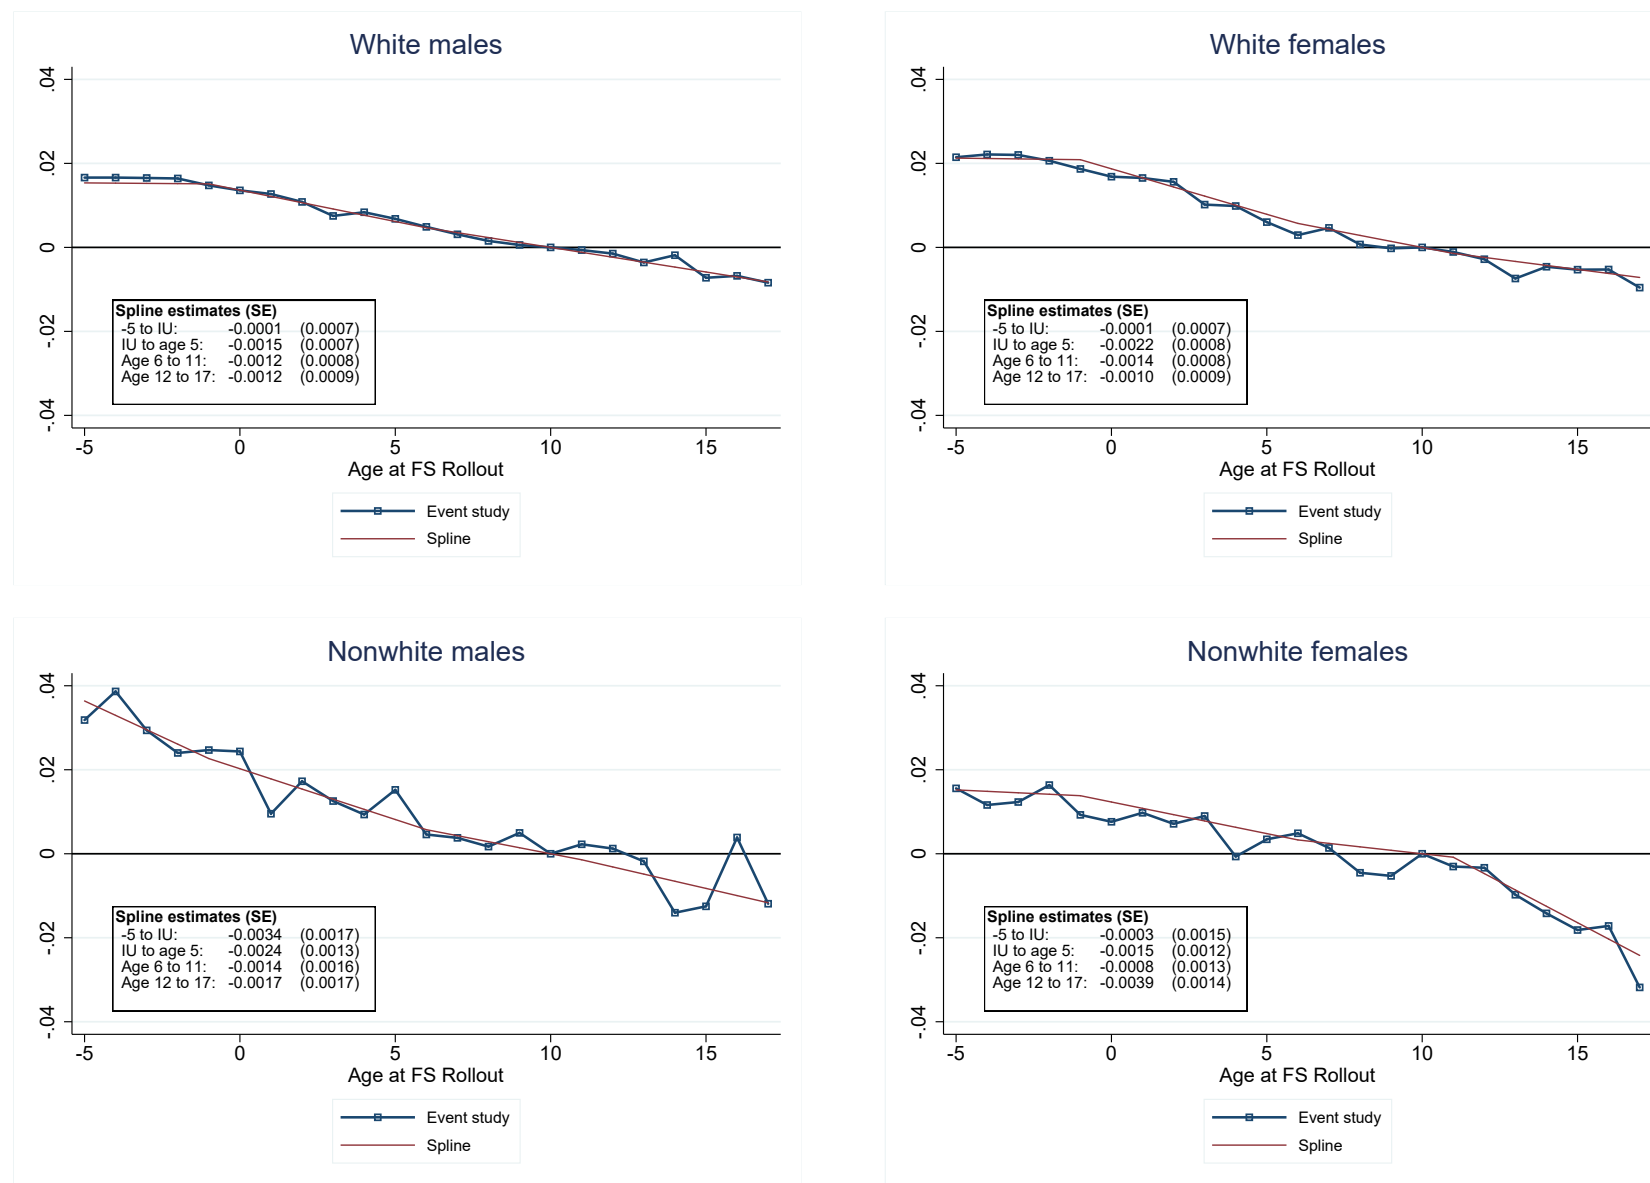 White males
.04
.02
0
-.02
-.04
Spline estimates (SE)
-5 to IU: -0.0001 (0.0007)
IU to age 5: -0.0015 (0.0007)
Age 6 to 11: -0.0012 (0.0008)
Age 12 to 17: -0.0012 (0.0009)
-5 0 5 10 15
Age at FS Rollout
Event study
Spline
White females
.04
.02
0
-.02
-.04
Spline estimates (SE)
-5 to IU: -0.0001 (0.0007)
IU to age 5: -0.0022 (0.0008)
Age 6 to 11: -0.0014 (0.0008)
Age 12 to 17: -0.0010 (0.0009)
-5 0 5 10 15
Age at FS Rollout
Event study
Spline
Nonwhite males
.04
.02
0
-.02
-.04
Spline estimates (SE)
-5 to IU: -0.0034 (0.0017)
IU to age 5: -0.0024 (0.0013)
Age 6 to 11: -0.0014 (0.0016)
Age 12 to 17: -0.0017 (0.0017)
-5 0 5 10 15
Age at FS Rollout
Event study
Spline
Nonwhite females
.04
.02
0
-.02
-.04
Spline estimates (SE)
-5 to IU: -0.0003 (0.0015)
IU to age 5: -0.0015 (0.0012)
Age 6 to 11: -0.0008 (0.0013)
Age 12 to 17: -0.0039 (0.0014)
-5 0 5 10 15
Age at FS Rollout
Event study
Spline